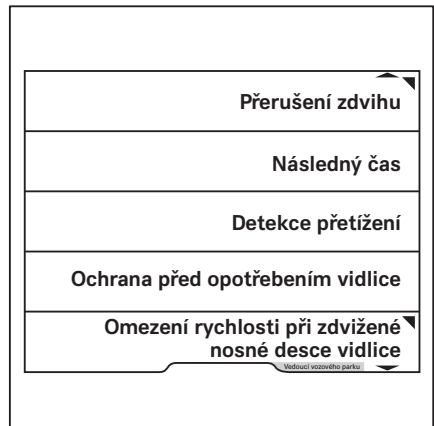 Přerušení zdvihu
Následný čas
Detekce přetížení
Ochrana před opotřebením vidlice
Omezení rychlosti při zdvižené
nosné desce vidlice
Vedoucí vozového parku